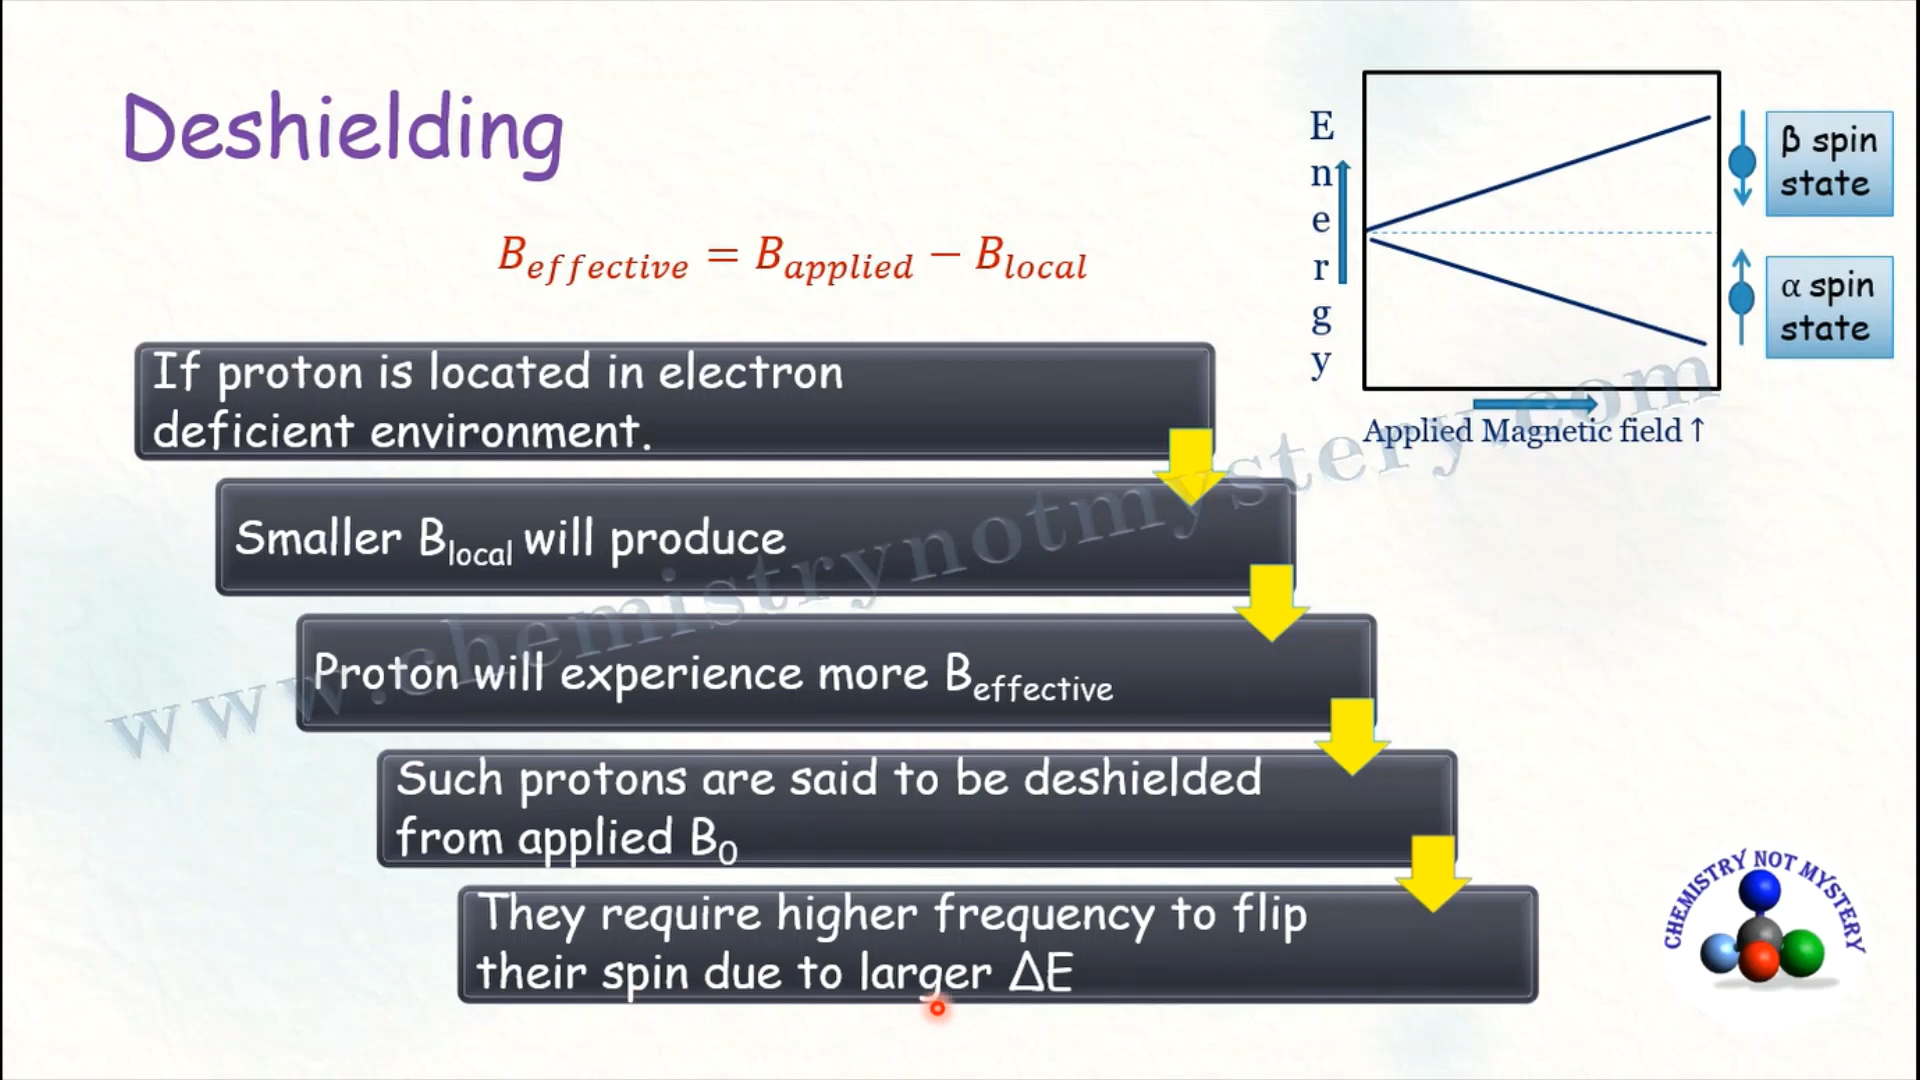 Deshielding
B_effective = B_applied − B_local
If proton is located in electron
deficient environment.
Smaller B_local will produce
Proton will experience more B_effective
Such protons are said to be deshielded
from applied B_0
They require higher frequency to flip
their spin due to larger ΔE
Energy
β spin
state
α spin
state
Applied Magnetic field ↑
www.chemistrynotmystery.com
CHEMISTRY NOT MYSTERY